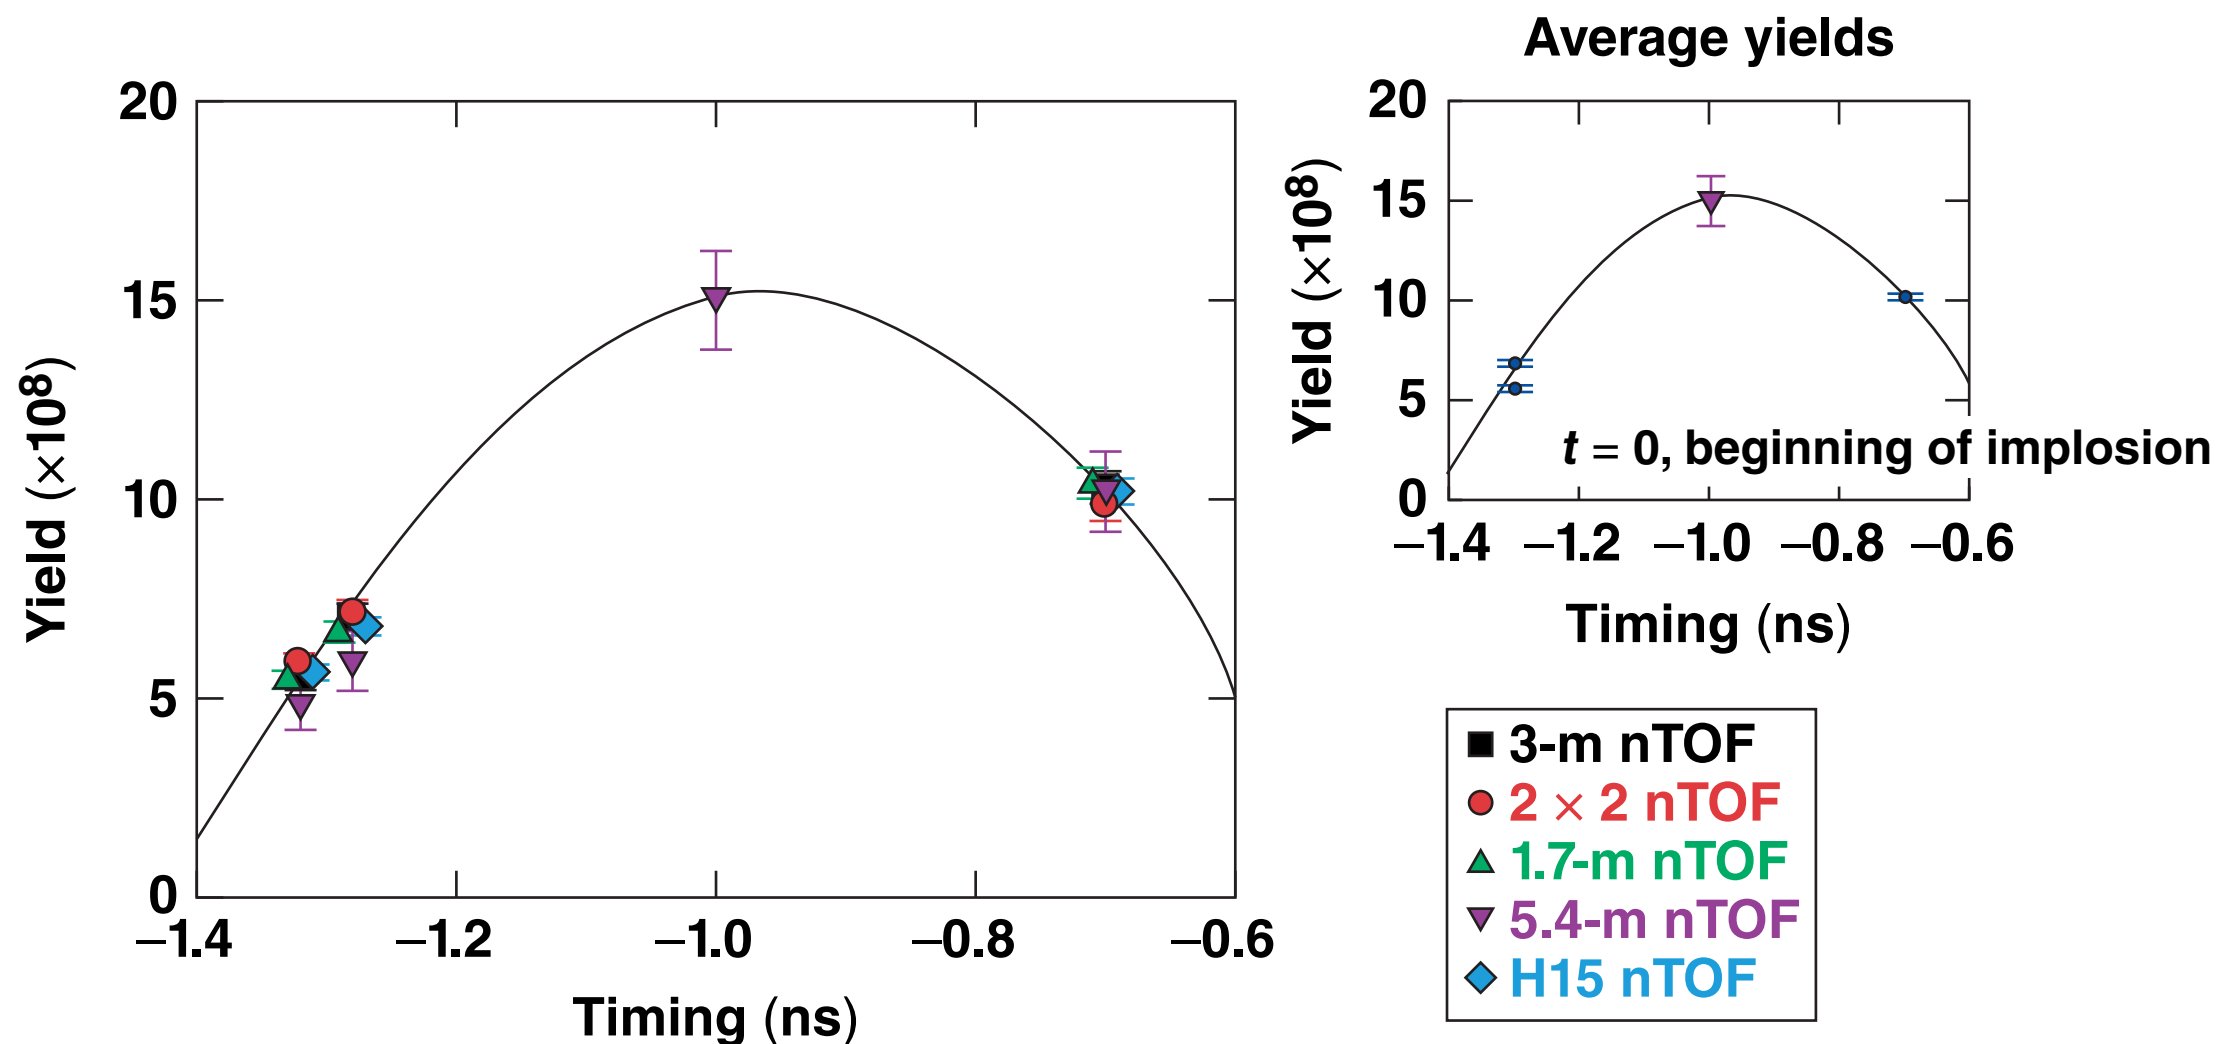 20
15
10
5
0
Yield (×10⁸)
–1.4 –1.2 –1.0 –0.8 –0.6
Timing (ns)
Average yields
20
15
10
5
0
Yield (×10⁸)
t = 0, beginning of implosion
–1.4 –1.2 –1.0 –0.8 –0.6
Timing (ns)
3-m nTOF
2 × 2 nTOF
1.7-m nTOF
5.4-m nTOF
H15 nTOF